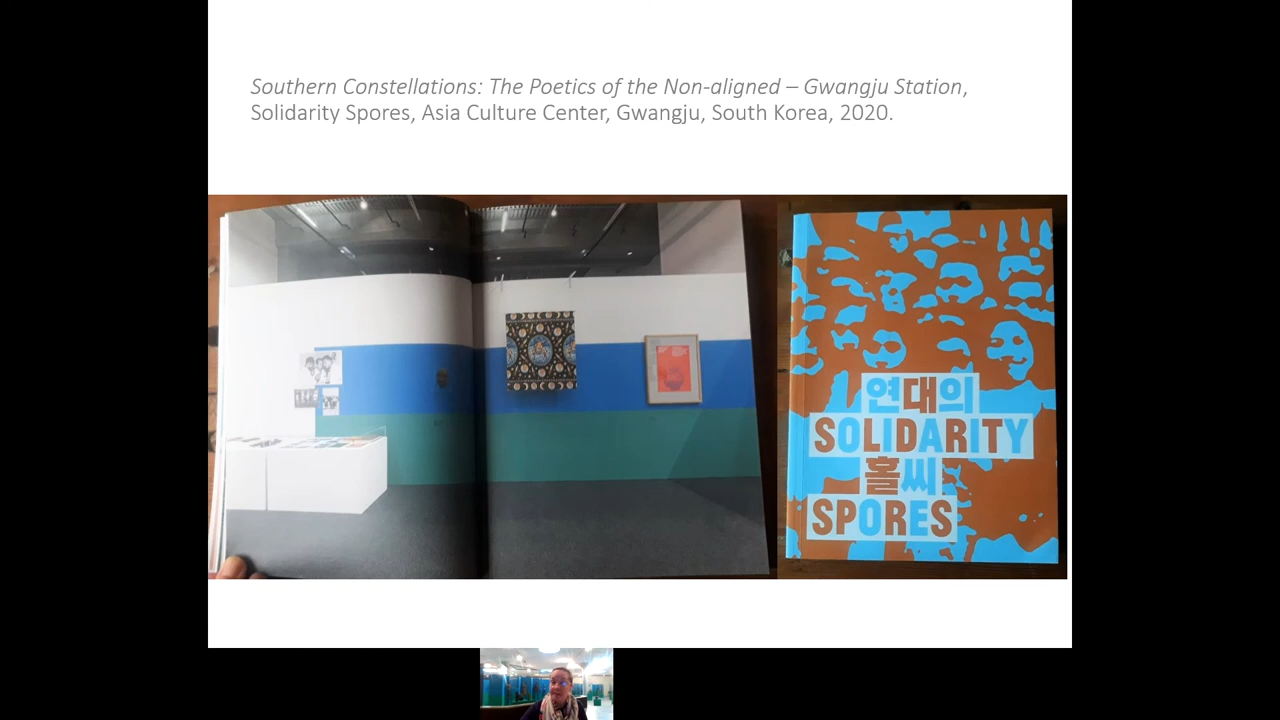 Southern Constellations: The Poetics of the Non-aligned – Gwangju Station,
Solidarity Spores, Asia Culture Center, Gwangju, South Korea, 2020.
연대의
SOLIDARITY
홀씨
SPORES